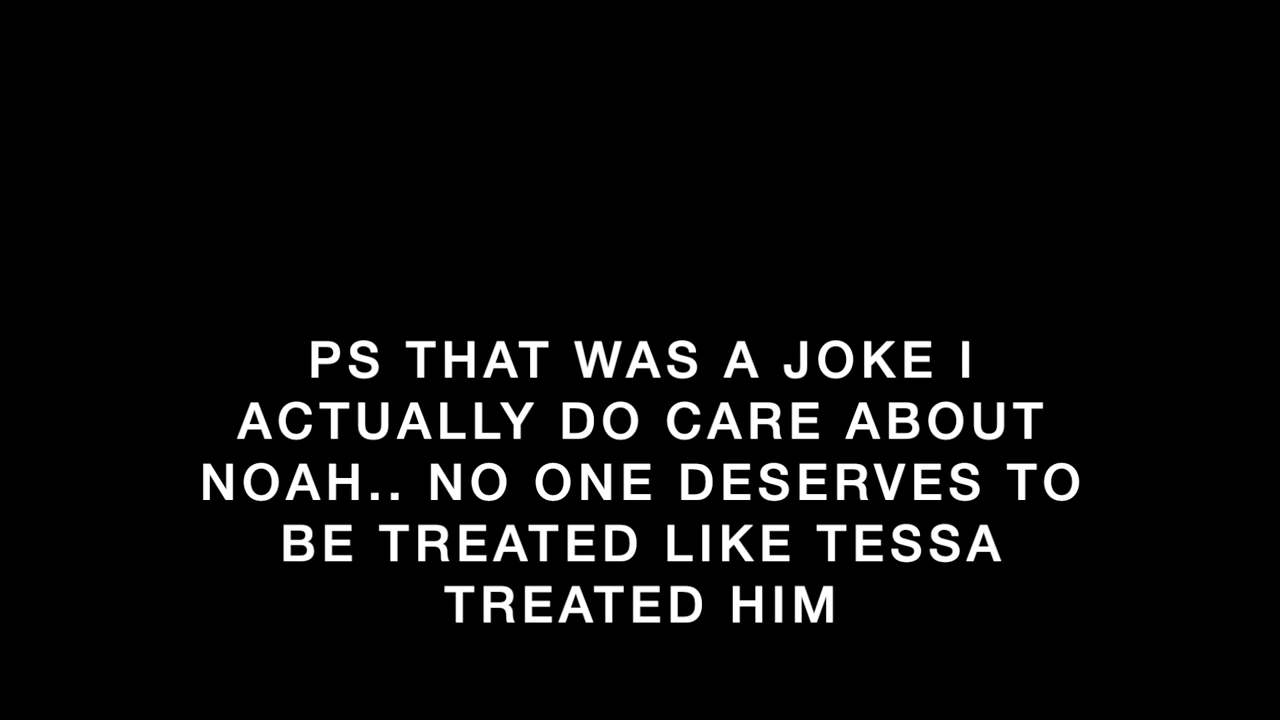 PS THAT WAS A JOKE I
ACTUALLY DO CARE ABOUT
NOAH.. NO ONE DESERVES TO
BE TREATED LIKE TESSA
TREATED HIM